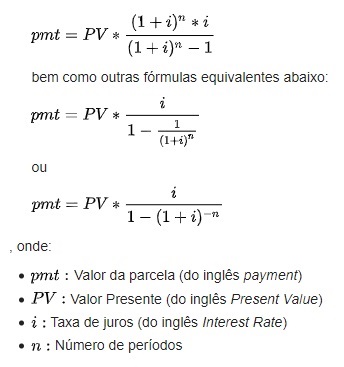 pmt = PV * \frac{(1+i)^n * i}{(1+i)^n - 1}
bem como outras fórmulas equivalentes abaixo:
pmt = PV * \frac{i}{1 - \frac{1}{(1+i)^n}}
ou
pmt = PV * \frac{i}{1 - (1+i)^{-n}}
, onde:
• pmt : Valor da parcela (do inglês payment)
• PV : Valor Presente (do inglês Present Value)
• i : Taxa de juros (do inglês Interest Rate)
• n : Número de períodos